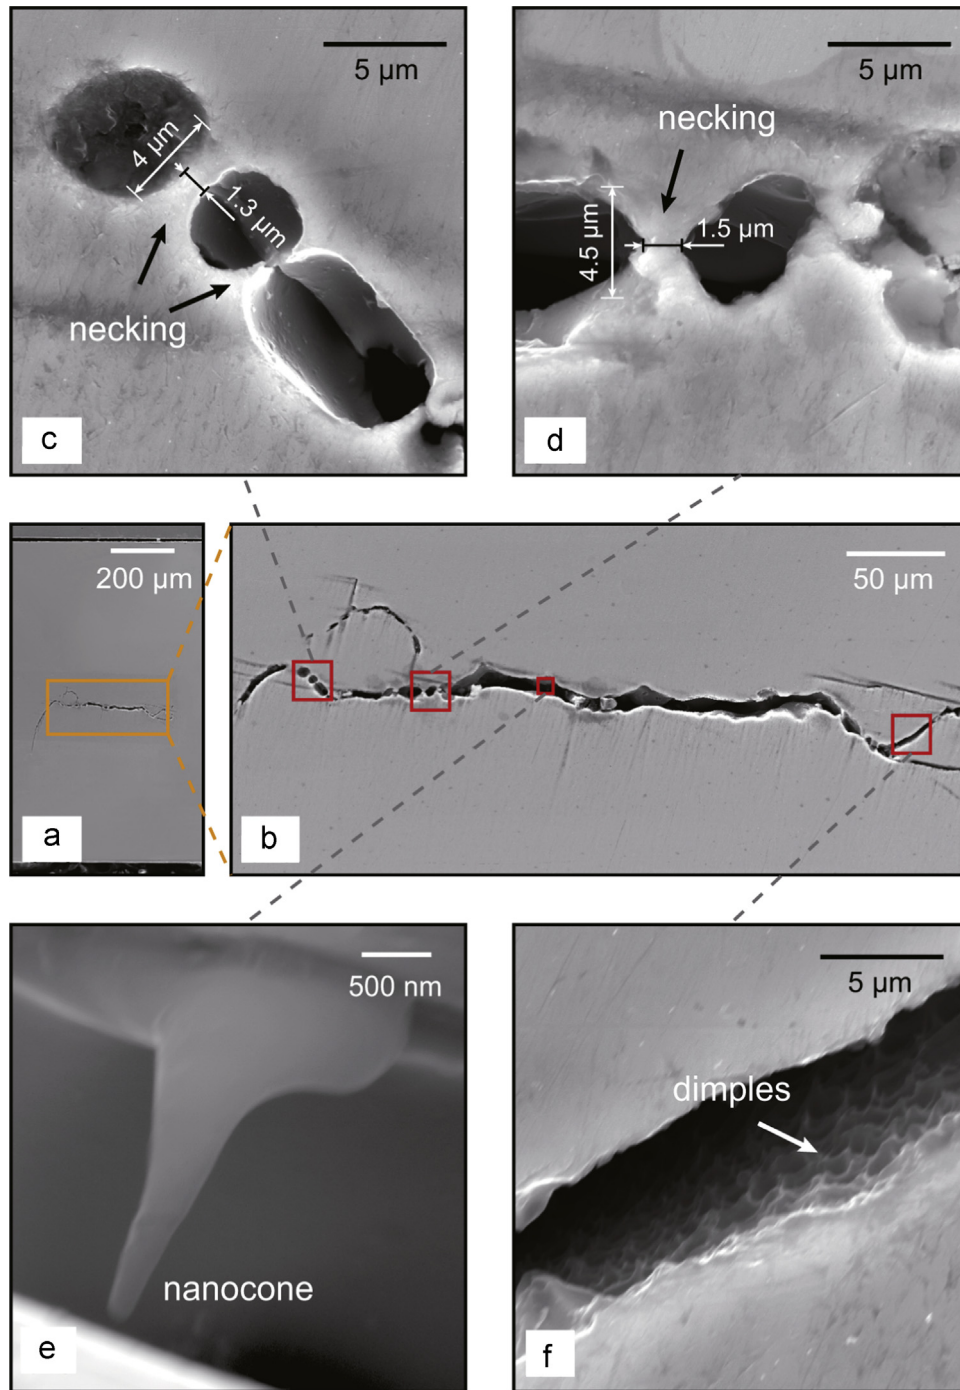 5 µm
4 µm
1.3 µm
necking
c
5 µm
necking
4.5 µm
1.5 µm
d
200 µm
a
50 µm
b
500 nm
nanocone
e
5 µm
dimples
f